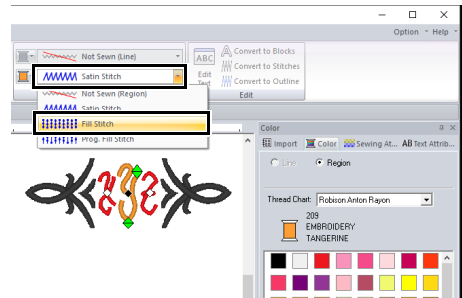 Option Help
Not Sewn (Line)
Satin Stitch
Not Sewn (Region)
Satin Stitch
Fill Stitch
Prog. Fill Stitch
ABC
Edit
Text
A Convert to Blocks
Convert to Stitches
Convert to Outline
Edit
Color
Import Color Sewing At... AB Text Attrib...
Line Region
Thread Chart: Robison Anton Rayon
209
EMBROIDERY
TANGERINE